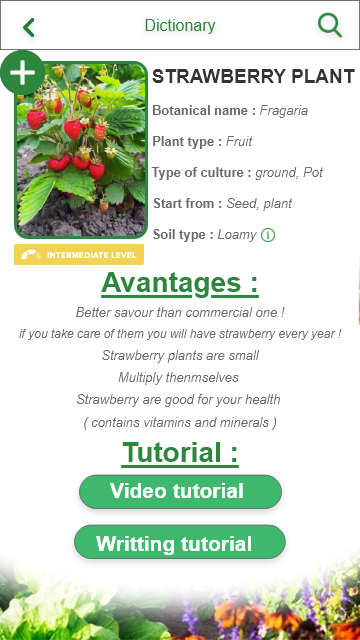 Dictionary
STRAWBERRY PLANT
Botanical name : Fragaria
Plant type : Fruit
Type of culture : ground, Pot
Start from : Seed, plant
Soil type : Loamy i
INTERMEDIATE LEVEL
Avantages :
Better savour than commercial one !
if you take care of them you will have strawberry every year !
Strawberry plants are small
Multiply thenmselves
Strawberry are good for your health
( contains vitamins and minerals )
Tutorial :
Video tutorial
Writting tutorial